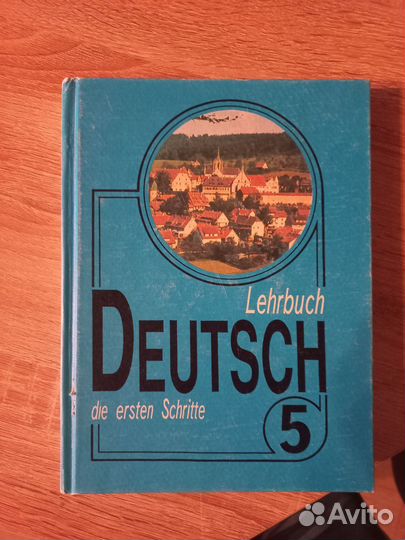 Lehrbuch
DEUTSCH
die ersten Schritte
5
Avito